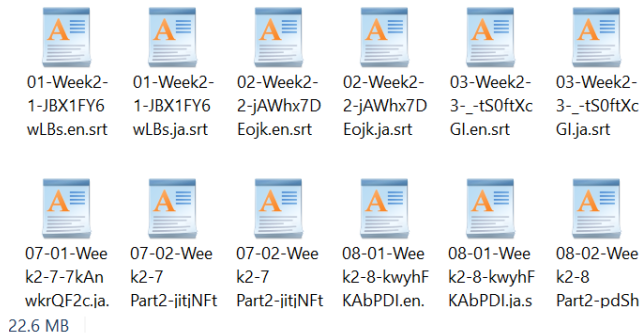 01-Week2-
1-JBX1FY6
wLBs.en.srt
01-Week2-
1-JBX1FY6
wLBs.ja.srt
02-Week2-
2-jAWhx7D
Eojk.en.srt
02-Week2-
2-jAWhx7D
Eojk.ja.srt
03-Week2-
3-_-tS0ftXc
GI.en.srt
03-Week2-
3-_-tS0ftXc
GI.ja.srt
07-01-Wee
k2-7-7kAn
wkrQF2c.ja.
07-02-Wee
k2-7
Part2-jitjNFt
07-02-Wee
k2-7
Part2-jitjNFt
08-01-Wee
k2-8-kwyhF
KAbPDI.en.
08-01-Wee
k2-8-kwyhF
KAbPDI.ja.s
08-02-Wee
k2-8
Part2-pdSh
22.6 MB